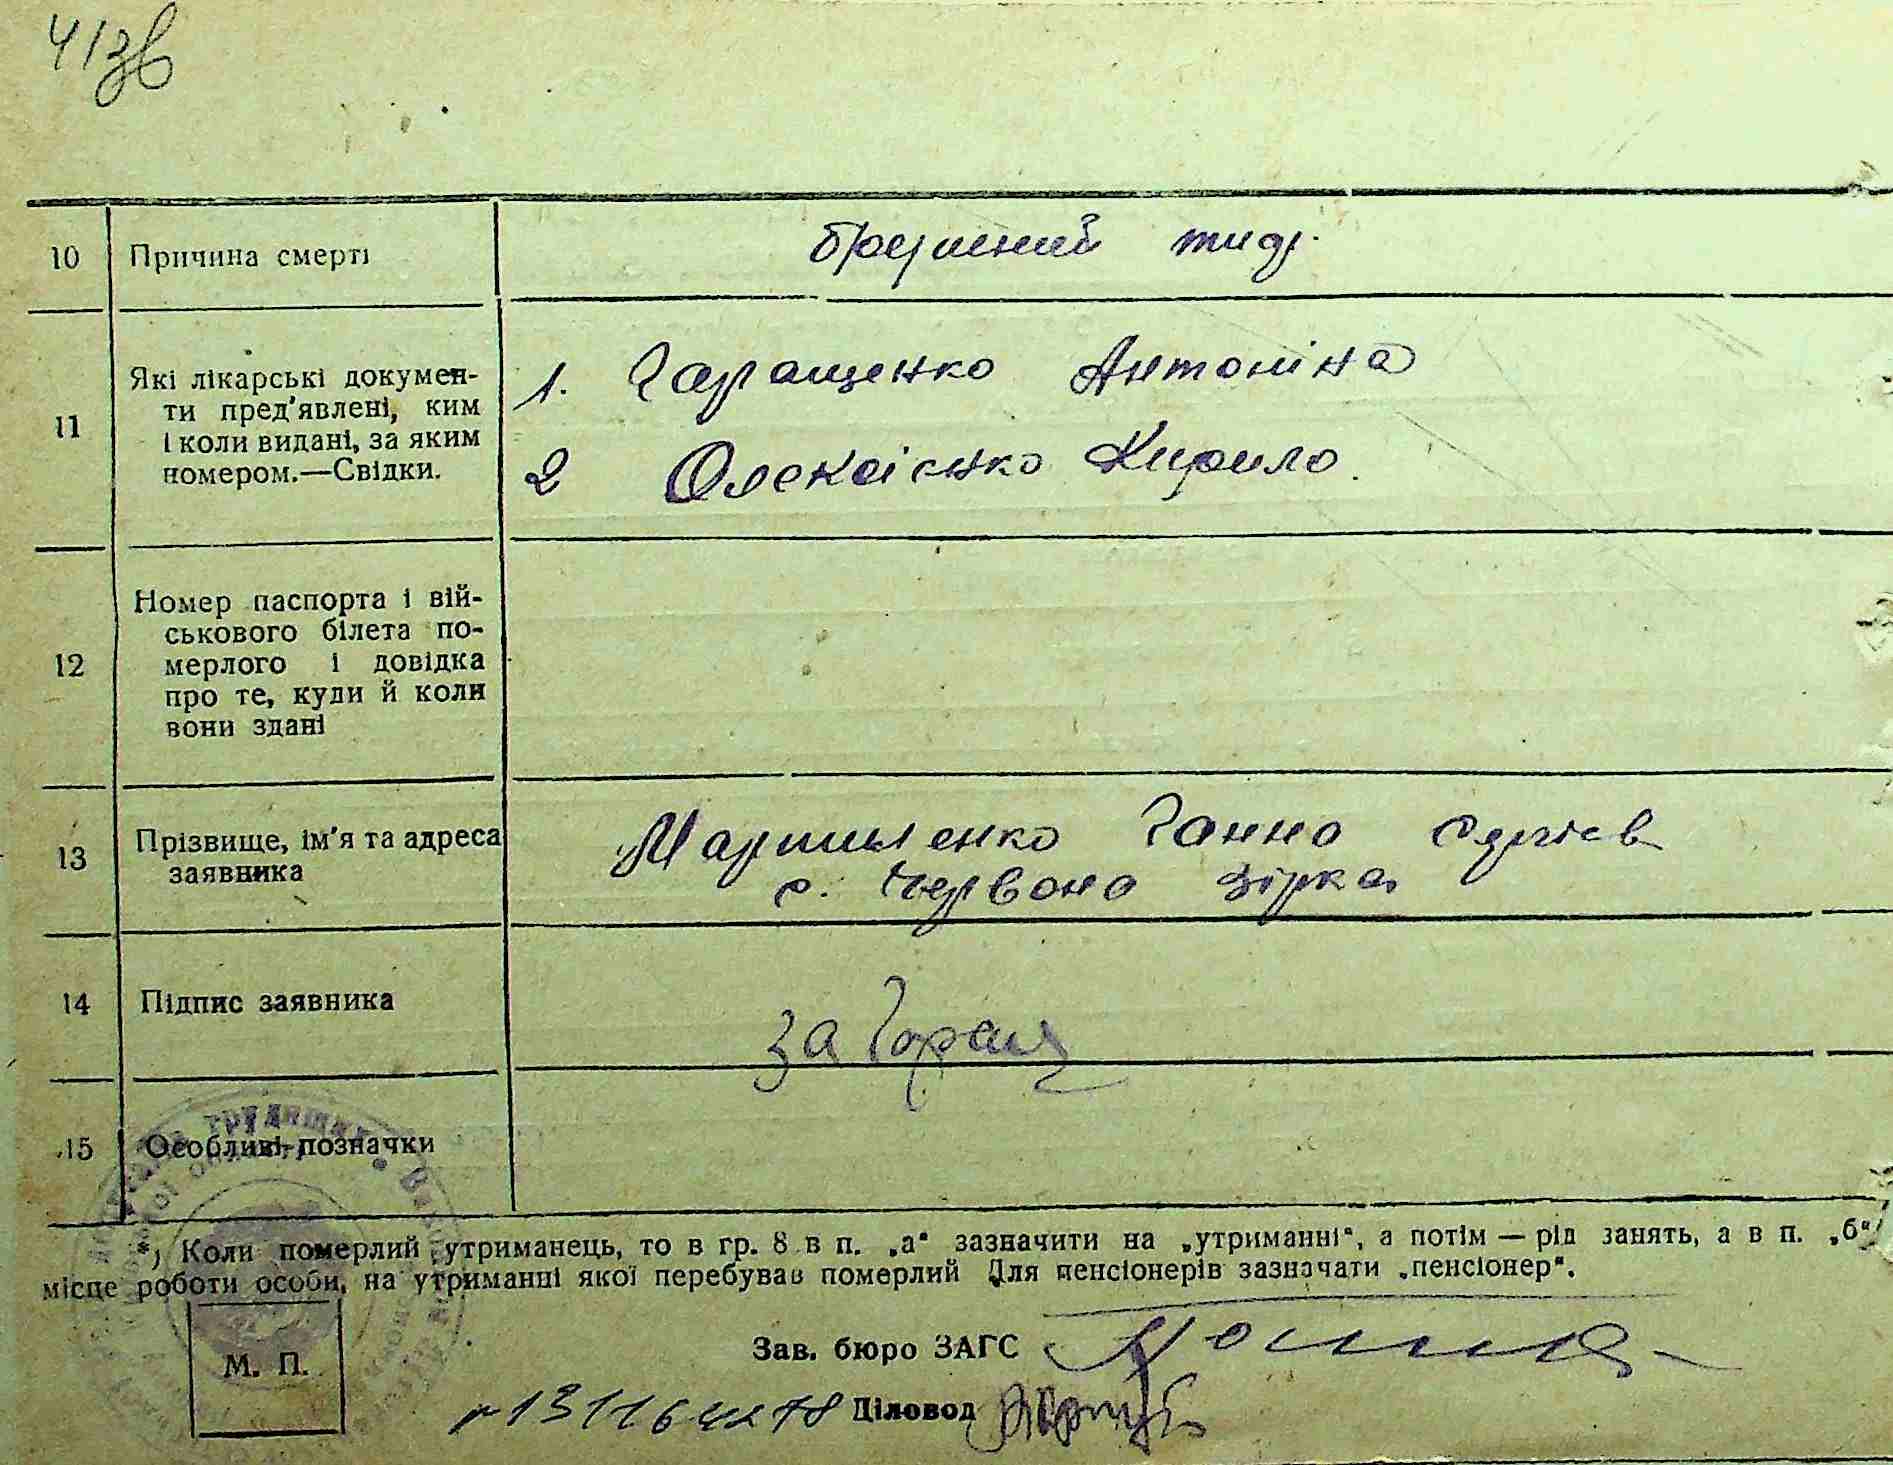 10 Причина смерті брушний тиф.
11 Які лікарські докумен-
ти пред'явлені, ким
і коли видані, за яким
номером.—Свідки.
1. Гаращенко Антоніна
2 Олексієнко Кирило.
12 Номер паспорта і вій-
ськового білета по-
мерлого і довідка
про те, куди й коли
вони здані
13 Прізвище, ім'я та адреса
заявника
Мартиненко Ганна Сергіїв
с. Червона Зірка
14 Підпис заявника за Гаращ
15 Особливі позначки
*) Коли померлий утриманець, то в гр. 8 в п. „а" зазначити на „утриманні", а потім — рід занять, а в п. „б"
місце роботи особи, на утриманні якої перебував померлий Для пенсіонерів зазначати „пенсіонер".
Зав. бюро ЗАГС
М. П.
Діловод